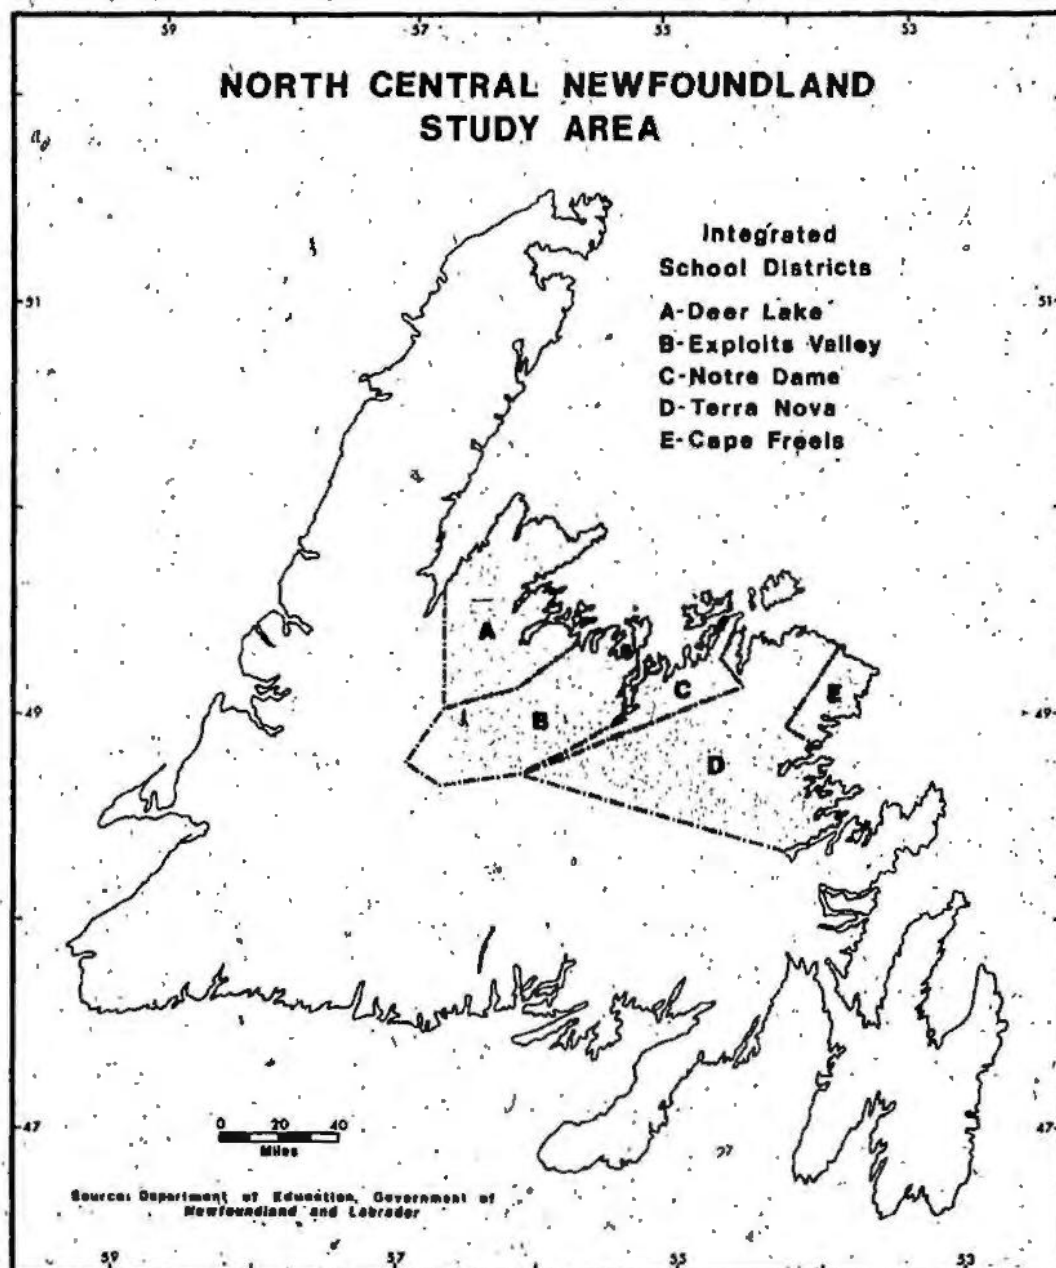 59 57 55 53
NORTH CENTRAL NEWFOUNDLAND
STUDY AREA
Integrated
School Districts
51 51
A-Deer Lake
B-Exploits Valley
C-Notre Dame
D-Terra Nova
E-Cape Freels
A
C
E
49 49
B
D
47 47
0 20 40
Miles
Source: Department of Education, Government of
Newfoundland and Labrador
59 57 55 53